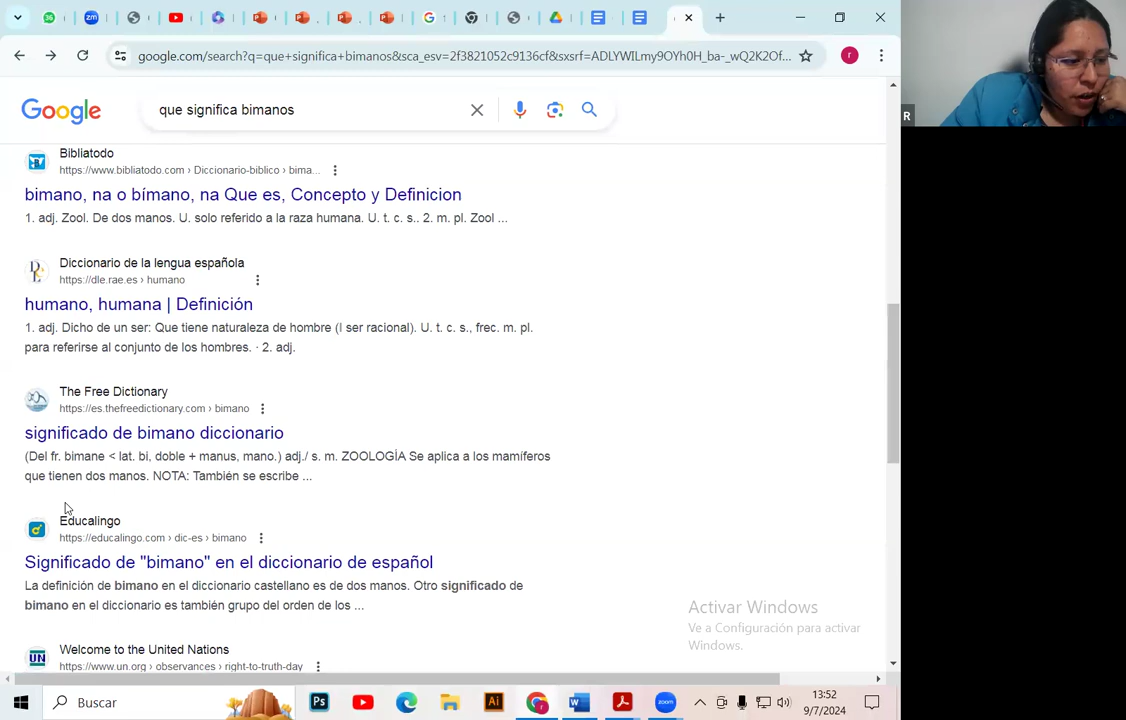 google.com/search?q=que+significa+bimanos&sca_esv=2f3821052c9136cf&sxsrf=ADLYWILmy9OYh0H_ba-_wQ2K2Of...
r
Google
que significa bimanos
R
Bibliatodo
https://www.bibliatodo.com › Diccionario-biblico › bima...
bimano, na o bímano, na Que es, Concepto y Definicion
1. adj. Zool. De dos manos. U. solo referido a la raza humana. U. t. c. s.. 2. m. pl. Zool ...
Diccionario de la lengua española
https://dle.rae.es › humano
humano, humana | Definición
1. adj. Dicho de un ser: Que tiene naturaleza de hombre (ǀ ser racional). U. t. c. s., frec. m. pl.
para referirse al conjunto de los hombres. · 2. adj.
The Free Dictionary
https://es.thefreedictionary.com › bimano
significado de bimano diccionario
(Del fr. bimane < lat. bi, doble + manus, mano.) adj./ s. m. ZOOLOGÍA Se aplica a los mamíferos
que tienen dos manos. NOTA: También se escribe ...
Educalingo
https://educalingo.com › dic-es › bimano
Significado de "bimano" en el diccionario de español
La definición de bimano en el diccionario castellano es de dos manos. Otro significado de
bimano en el diccionario es también grupo del orden de los ...
Activar Windows
Ve a Configuración para activar
Windows.
Welcome to the United Nations
https://www.un.org › observances › right-to-truth-day
UN
Buscar
Ps
Ai
zoom
13:52
9/7/2024